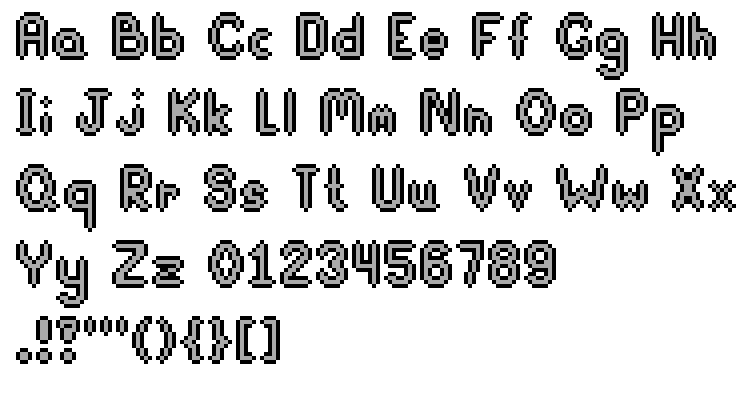 Aa Bb Cc Dd Ee Ff Gg Hh
Ii Jj Kk Ll Mm Nn Oo Pp
Qq Rr Ss Tt Uu Vv Ww Xx
Yy Zz 0123456789
.!?"'(){}[]